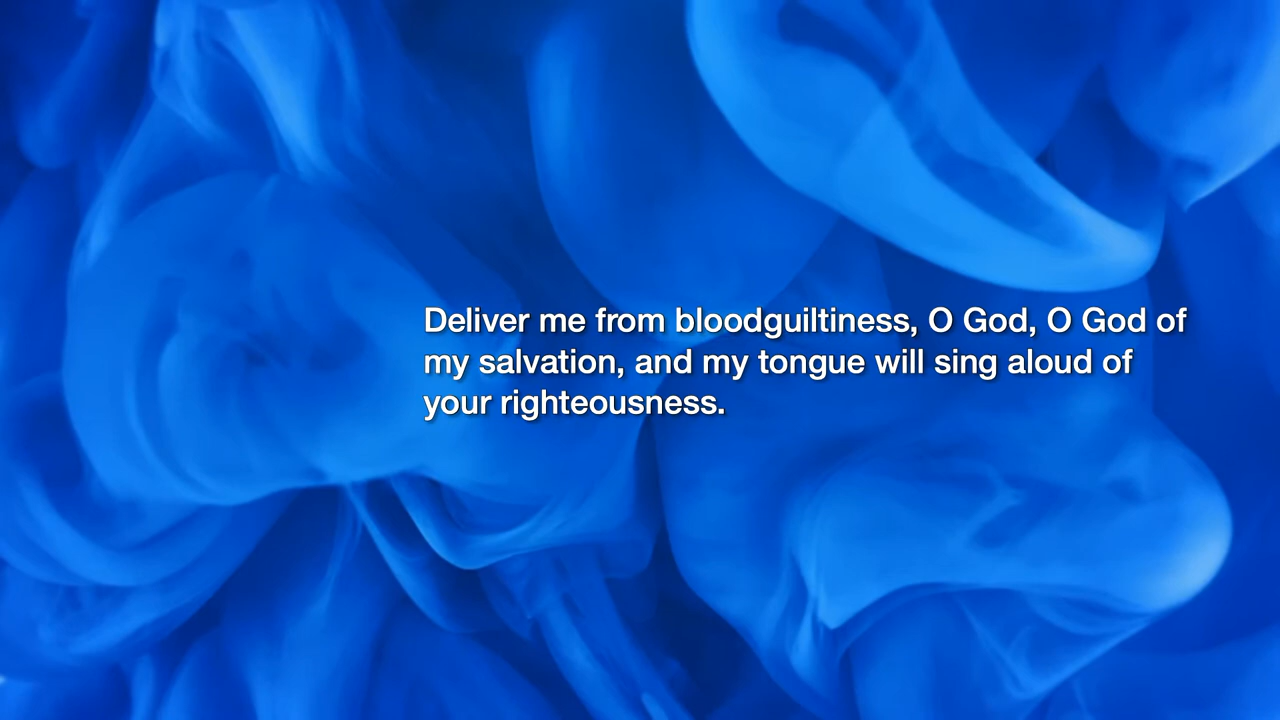 Deliver me from bloodguiltiness, O God, O God of
my salvation, and my tongue will sing aloud of
your righteousness.